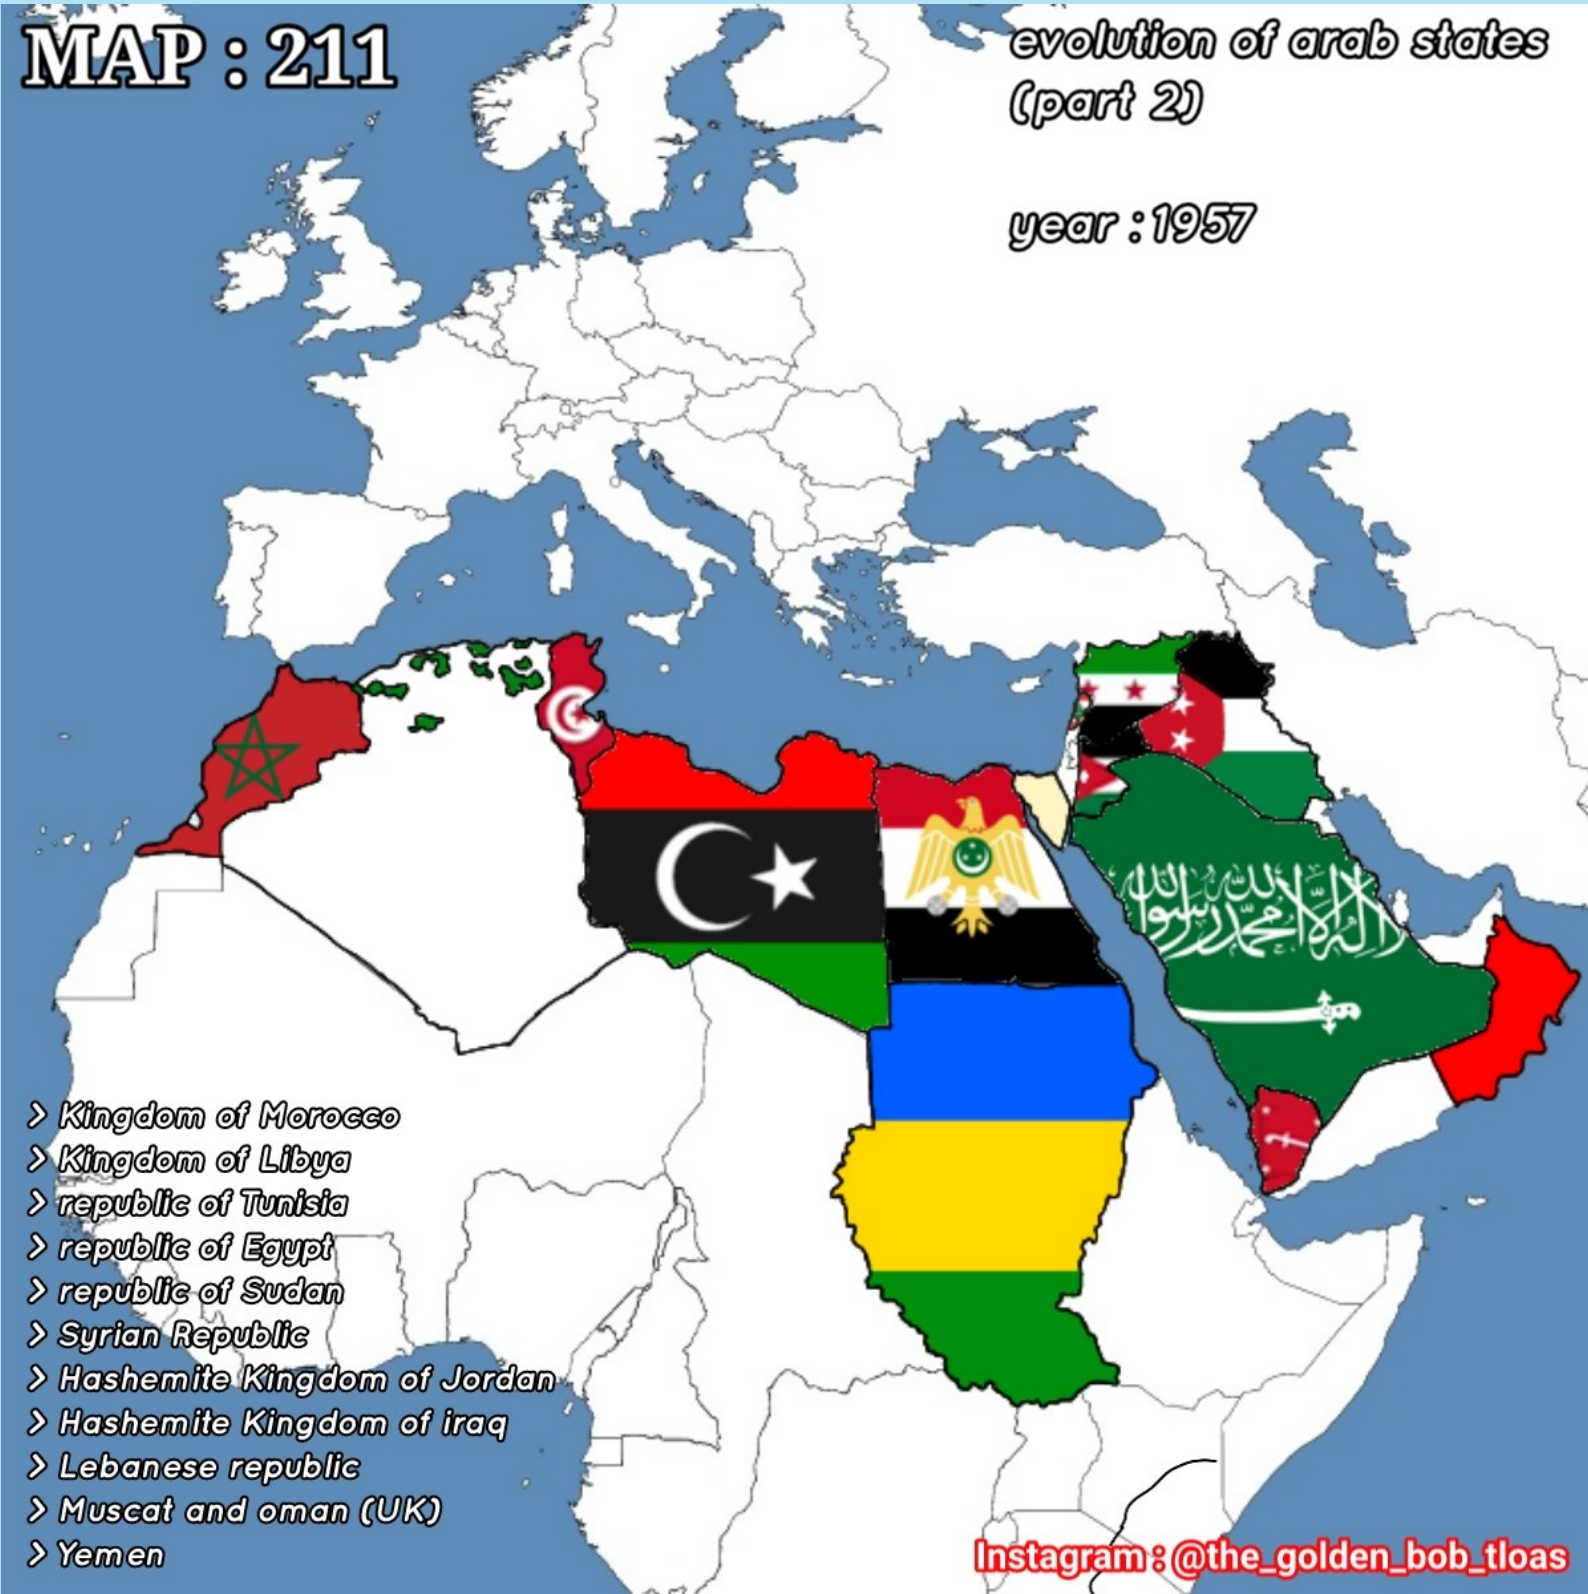 MAP : 211
evolution of arab states
(part 2)
year :1957
لا إله إلا الله محمد رسول الله
> Kingdom of Morocco
> Kingdom of Libya
> republic of Tunisia
> republic of Egypt
> republic of Sudan
> Syrian Republic
> Hashemite Kingdom of Jordan
> Hashemite Kingdom of iraq
> Lebanese republic
> Muscat and oman (UK)
> Yemen
Instagram : @the_golden_bob_tloas